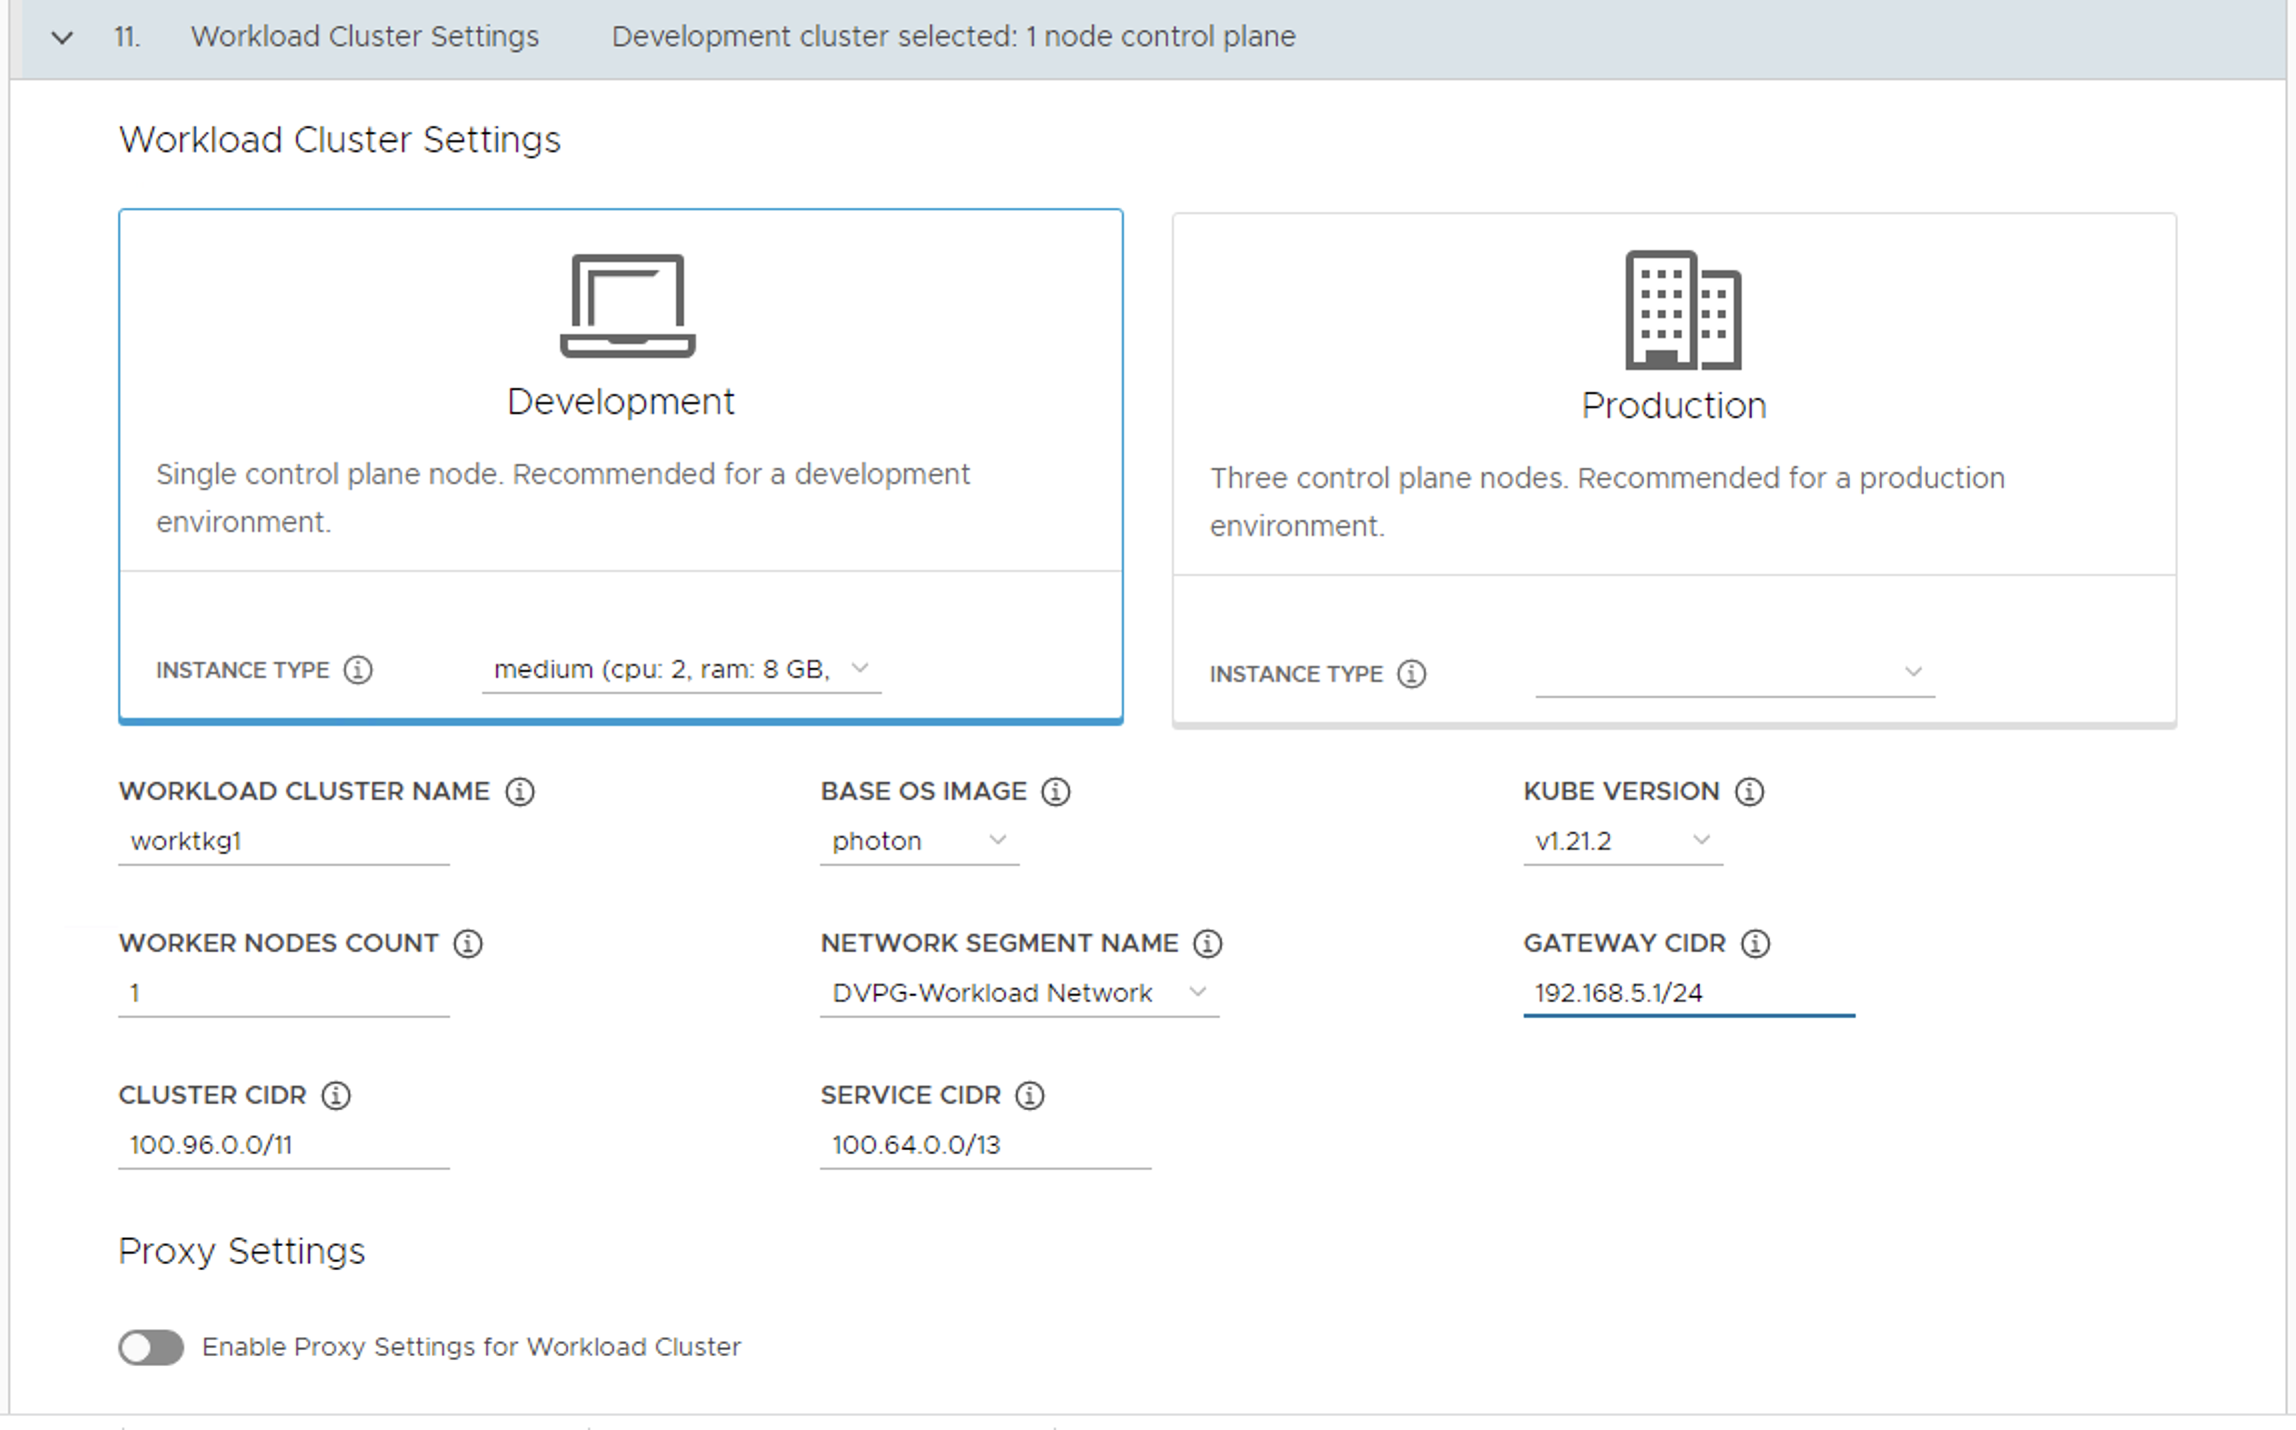 11. Workload Cluster Settings Development cluster selected: 1 node control plane
Workload Cluster Settings
Development
Single control plane node. Recommended for a development
environment.
INSTANCE TYPE medium (cpu: 2, ram: 8 GB,
Production
Three control plane nodes. Recommended for a production
environment.
INSTANCE TYPE
WORKLOAD CLUSTER NAME
worktkg1
BASE OS IMAGE
photon
KUBE VERSION
v1.21.2
WORKER NODES COUNT
1
NETWORK SEGMENT NAME
DVPG-Workload Network
GATEWAY CIDR
192.168.5.1/24
CLUSTER CIDR
100.96.0.0/11
SERVICE CIDR
100.64.0.0/13
Proxy Settings
Enable Proxy Settings for Workload Cluster